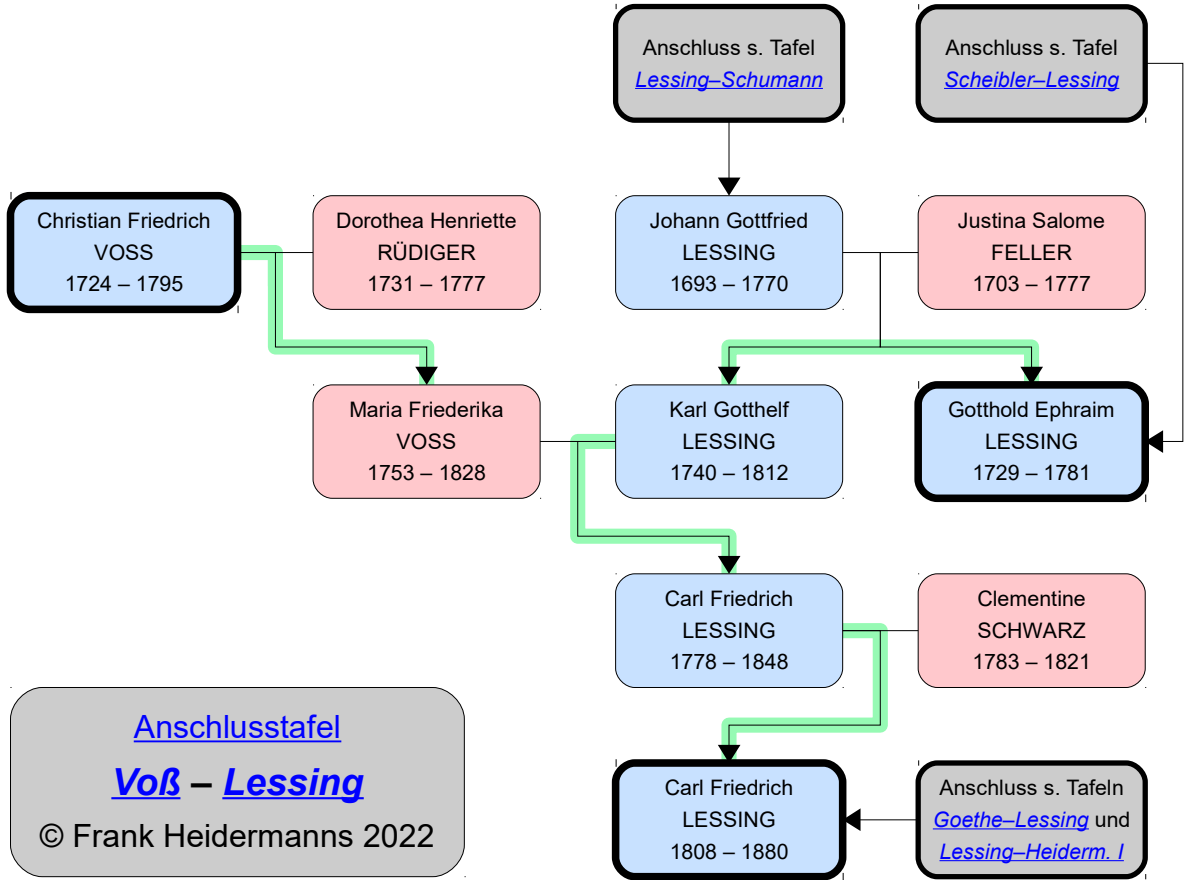 Anschluss s. Tafel
Lessing–Schumann
Anschluss s. Tafel
Scheibler–Lessing
Christian Friedrich
VOSS
1724 – 1795
Dorothea Henriette
RÜDIGER
1731 – 1777
Johann Gottfried
LESSING
1693 – 1770
Justina Salome
FELLER
1703 – 1777
Maria Friederika
VOSS
1753 – 1828
Karl Gotthelf
LESSING
1740 – 1812
Gotthold Ephraim
LESSING
1729 – 1781
Carl Friedrich
LESSING
1778 – 1848
Clementine
SCHWARZ
1783 – 1821
Anschlusstafel
Voß – Lessing
© Frank Heidermanns 2022
Carl Friedrich
LESSING
1808 – 1880
Anschluss s. Tafeln
Goethe–Lessing und
Lessing–Heiderm. I